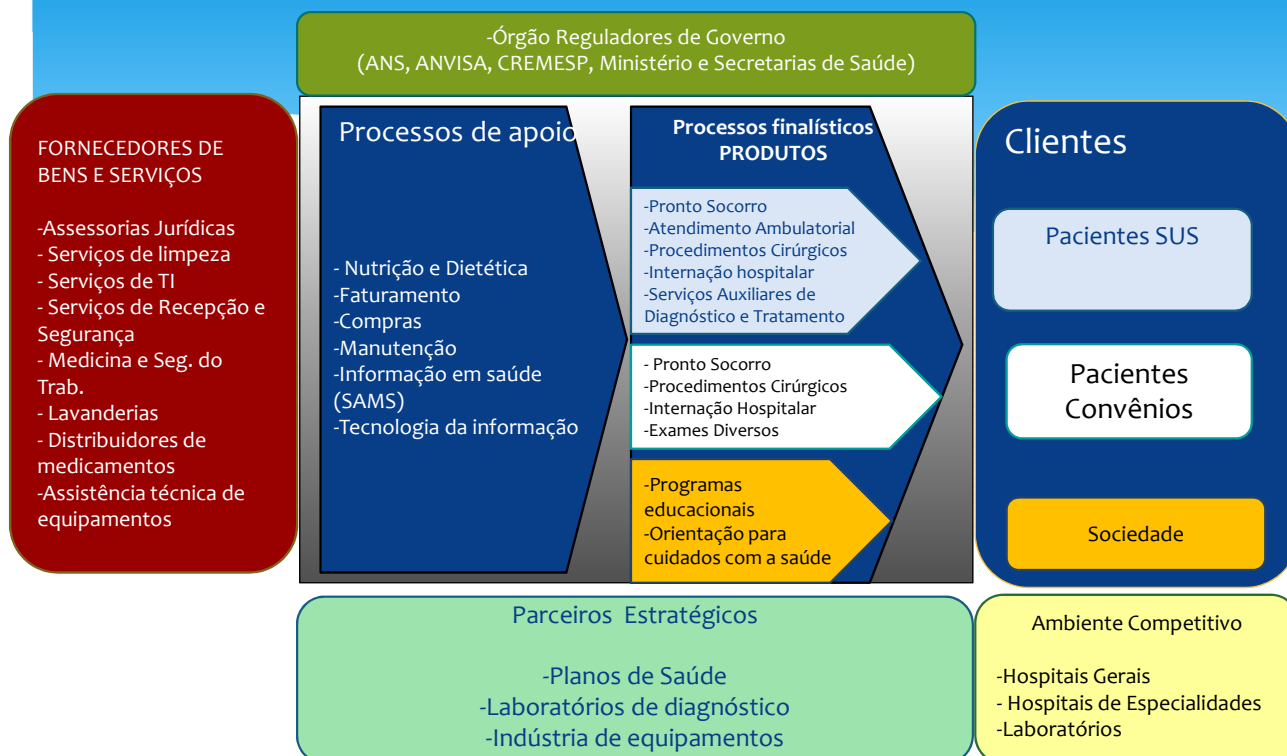 -Órgão Reguladores de Governo
(ANS, ANVISA, CREMESP, Ministério e Secretarias de Saúde)
FORNECEDORES DE
BENS E SERVIÇOS
-Assessorias Jurídicas
- Serviços de limpeza
- Serviços de TI
- Serviços de Recepção e
Segurança
- Medicina e Seg. do
Trab.
- Lavanderias
- Distribuidores de
medicamentos
-Assistência técnica de
equipamentos
Processos de apoio
- Nutrição e Dietética
-Faturamento
-Compras
-Manutenção
-Informação em saúde
(SAMS)
-Tecnologia da informação
Processos finalísticos
PRODUTOS
-Pronto Socorro
-Atendimento Ambulatorial
-Procedimentos Cirúrgicos
-Internação hospitalar
-Serviços Auxiliares de
Diagnóstico e Tratamento
- Pronto Socorro
-Procedimentos Cirúrgicos
-Internação Hospitalar
-Exames Diversos
-Programas
educacionais
-Orientação para
cuidados com a saúde
Clientes
Pacientes SUS
Pacientes
Convênios
Sociedade
Parceiros Estratégicos
-Planos de Saúde
-Laboratórios de diagnóstico
-Indústria de equipamentos
Ambiente Competitivo
-Hospitais Gerais
- Hospitais de Especialidades
-Laboratórios